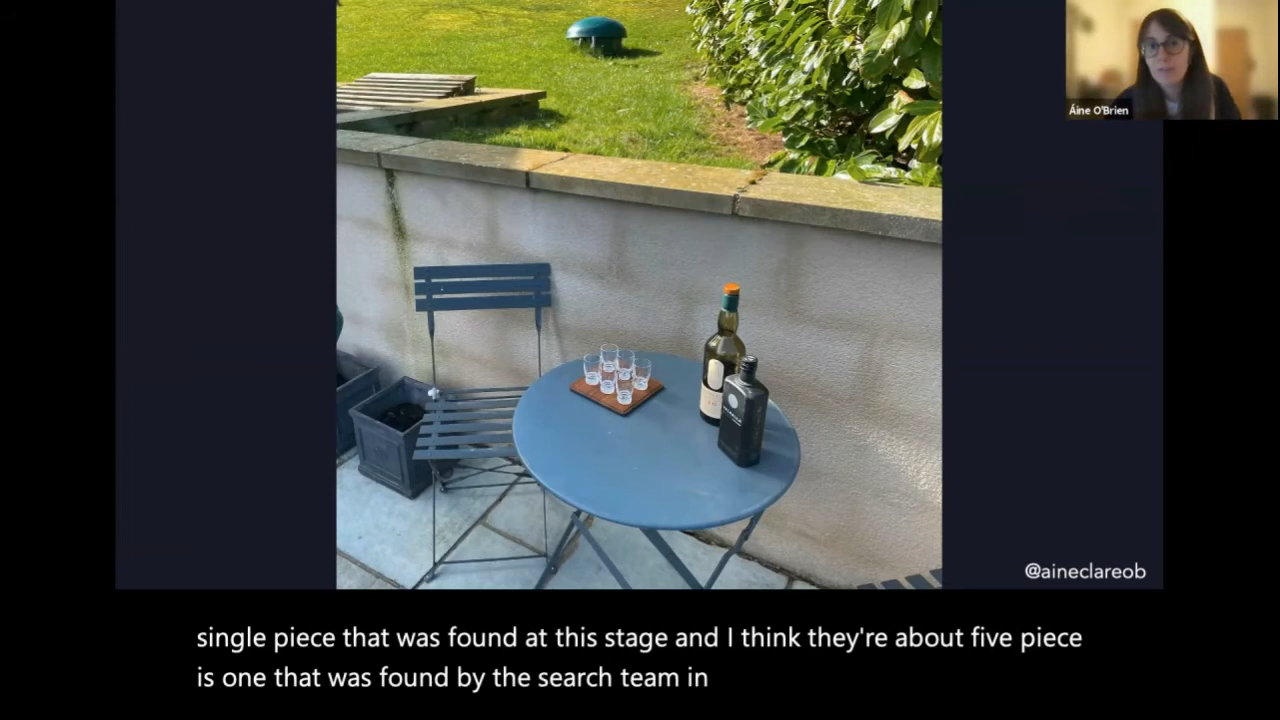 Áine O'Brien
@aineclareob
single piece that was found at this stage and I think they're about five piece
is one that was found by the search team in